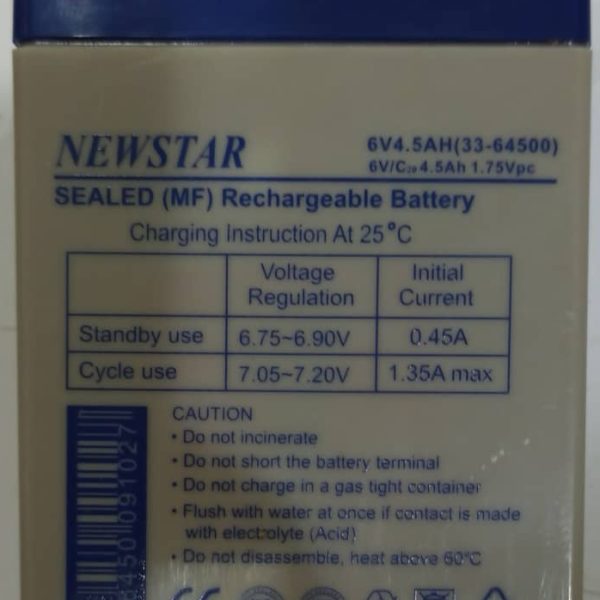 NEWSTAR
6V4.5AH(33-64500)
6V/C₂₀ 4.5Ah 1.75Vpc
SEALED (MF) Rechargeable Battery
Charging Instruction At 25°C
Voltage Regulation
Initial Current
Standby use 6.75~6.90V 0.45A
Cycle use 7.05~7.20V 1.35A max
CAUTION
• Do not incinerate
• Do not short the battery terminal
• Do not charge in a gas tight container
• Flush with water at once if contact is made
with electrolyte (Acid)
• Do not disassemble, heat above 60°C
64500 091027
CE